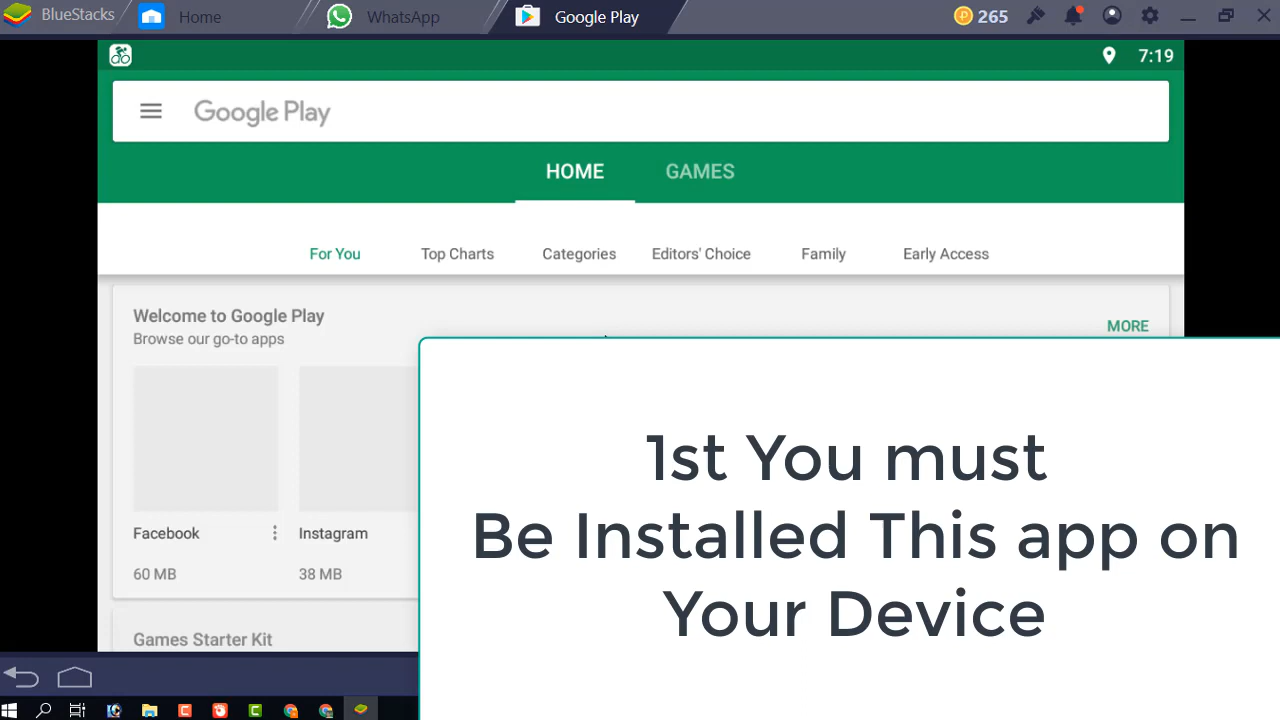 BlueStacks
Home
WhatsApp
Google Play
265
7:19
Google Play
HOME
GAMES
For You
Top Charts
Categories
Editors' Choice
Family
Early Access
Welcome to Google Play
Browse our go-to apps
MORE
Facebook
Instagram
60 MB
38 MB
Games Starter Kit
1st You must
Be Installed This app on
Your Device